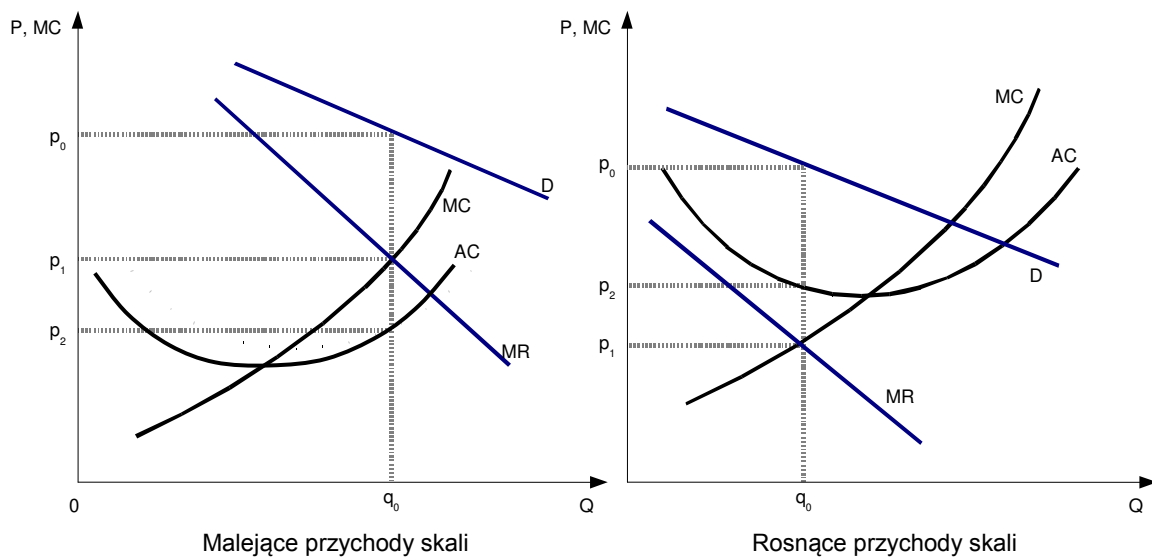 P, MC
p0
D
MC
p1
AC
p2
MR
0
q0
Q
Malejące przychody skali
P, MC
MC
AC
p0
D
p2
p1
MR
q0
Q
Rosnące przychody skali